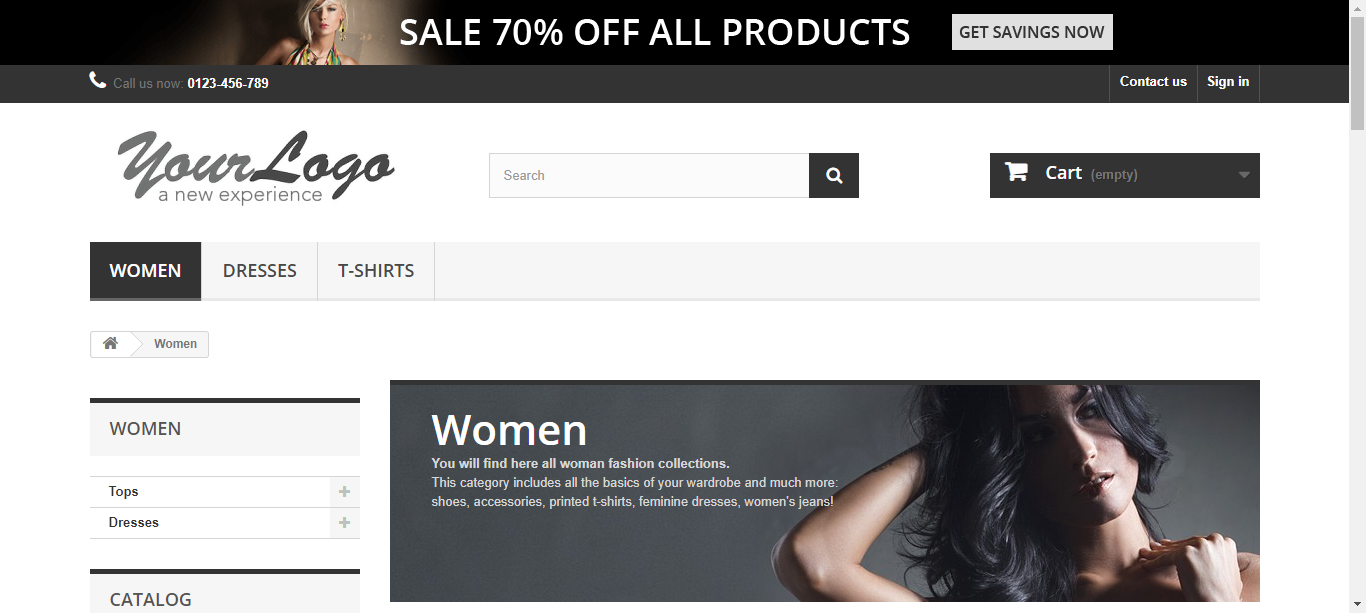 SALE 70% OFF ALL PRODUCTS GET SAVINGS NOW
Call us now: 0123-456-789 Contact us Sign in
YourLogo
a new experience
Search Cart (empty)
WOMEN DRESSES T-SHIRTS
Women
WOMEN
Tops
Dresses
CATALOG
Women
You will find here all woman fashion collections.
This category includes all the basics of your wardrobe and much more:
shoes, accessories, printed t-shirts, feminine dresses, women's jeans!